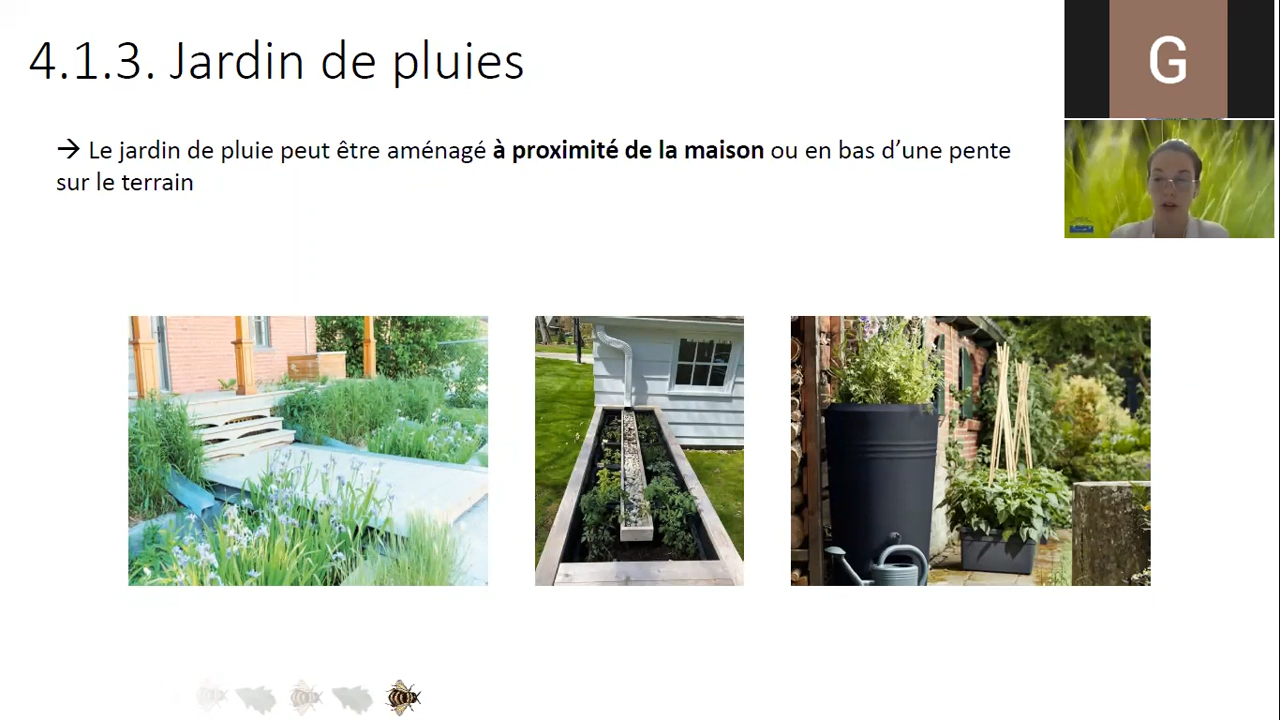 4.1.3. Jardin de pluies
G
→ Le jardin de pluie peut être aménagé à proximité de la maison ou en bas d’une pente
sur le terrain